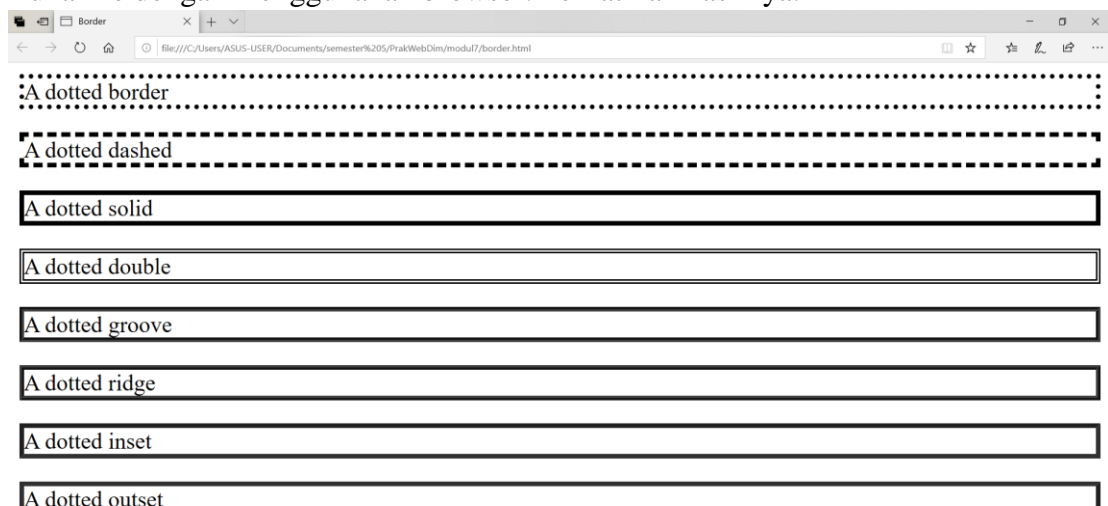 Border
file:///C:/Users/ASUS-USER/Documents/semester%205/PrakWebDim/modul7/border.html
A dotted border
A dotted dashed
A dotted solid
A dotted double
A dotted groove
A dotted ridge
A dotted inset
A dotted outset